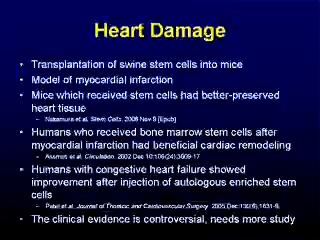 Heart Damage
• Transplantation of swine stem cells into mice
• Model of myocardial infarction
• Mice which received stem cells had better-preserved
heart tissue
– Nakamura et al. Stem Cells. 2006 Nov 9 [Epub]
• Humans who received bone marrow stem cells after
myocardial infarction had beneficial cardiac remodeling
– Assmus et al. Circulation. 2002 Dec 10;106(24):3009-17
• Humans with congestive heart failure showed
improvement after injection of autologous enriched stem
cells
– Patel et al. Journal of Thoracic and Cardiovascular Surgery. 2005 Dec;130(6):1631-8.
• The clinical evidence is controversial, needs more study